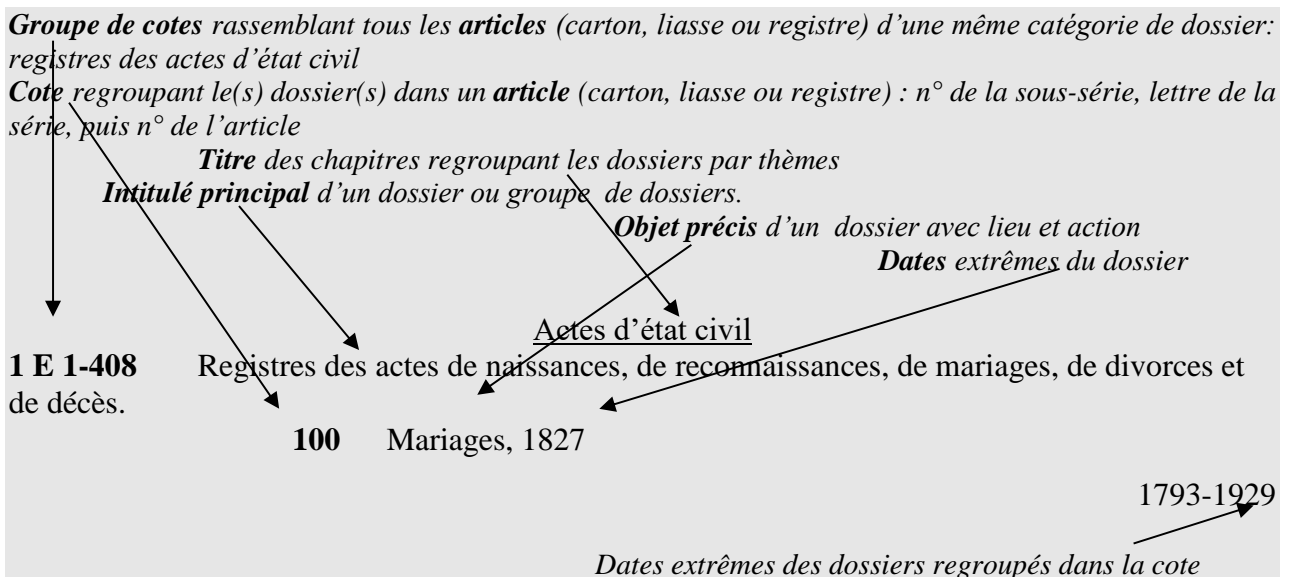 Groupe de cotes rassemblant tous les articles (carton, liasse ou registre) d’une même catégorie de dossier:
registres des actes d’état civil
Cote regroupant le(s) dossier(s) dans un article (carton, liasse ou registre) : n° de la sous-série, lettre de la
série, puis n° de l’article
Titre des chapitres regroupant les dossiers par thèmes
Intitulé principal d’un dossier ou groupe de dossiers.
Objet précis d’un dossier avec lieu et action
Dates extrêmes du dossier
Actes d’état civil
1 E 1-408 Registres des actes de naissances, de reconnaissances, de mariages, de divorces et
de décès.
100 Mariages, 1827
1793-1929
Dates extrêmes des dossiers regroupés dans la cote